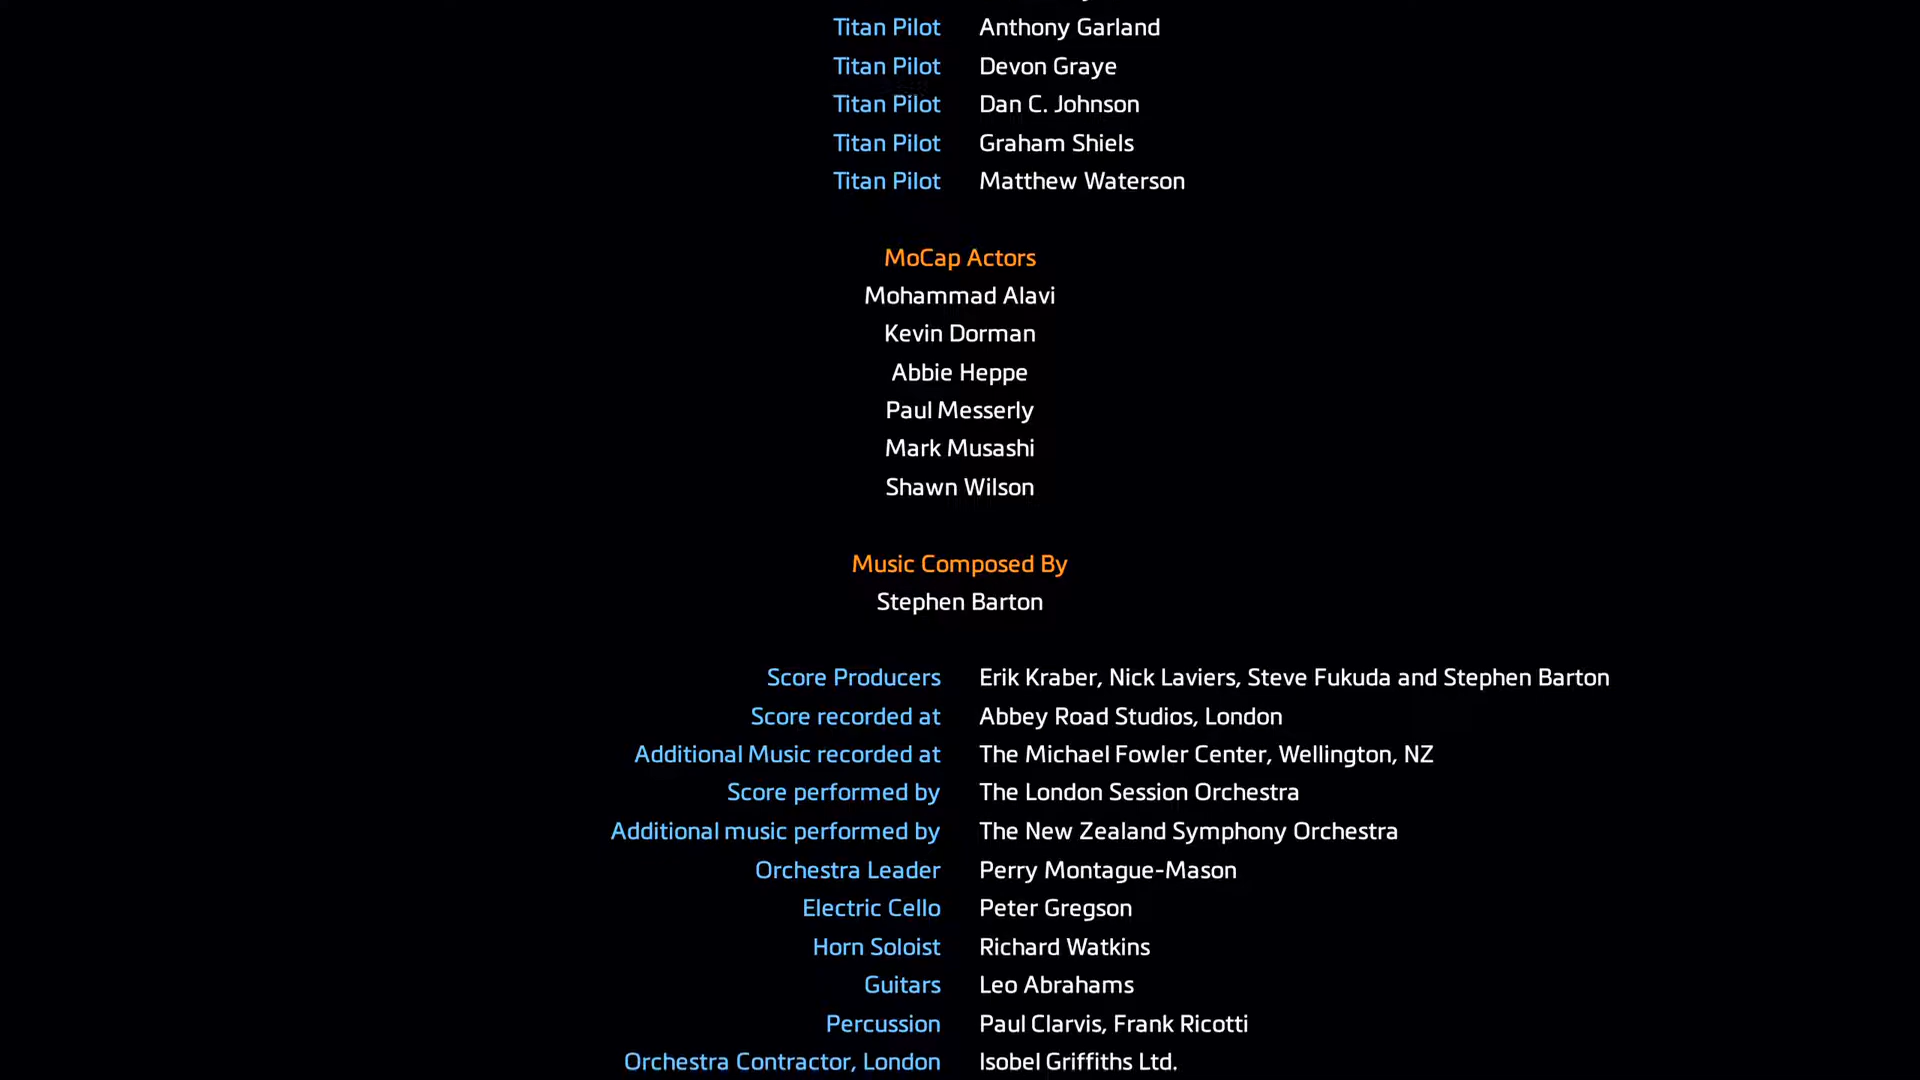 Titan Pilot Anthony Garland
Titan Pilot Devon Graye
Titan Pilot Dan C. Johnson
Titan Pilot Graham Shiels
Titan Pilot Matthew Waterson
MoCap Actors
Mohammad Alavi
Kevin Dorman
Abbie Heppe
Paul Messerly
Mark Musashi
Shawn Wilson
Music Composed By
Stephen Barton
Score Producers Erik Kraber, Nick Laviers, Steve Fukuda and Stephen Barton
Score recorded at Abbey Road Studios, London
Additional Music recorded at The Michael Fowler Center, Wellington, NZ
Score performed by The London Session Orchestra
Additional music performed by The New Zealand Symphony Orchestra
Orchestra Leader Perry Montague-Mason
Electric Cello Peter Gregson
Horn Soloist Richard Watkins
Guitars Leo Abrahams
Percussion Paul Clarvis, Frank Ricotti
Orchestra Contractor, London Isobel Griffiths Ltd.